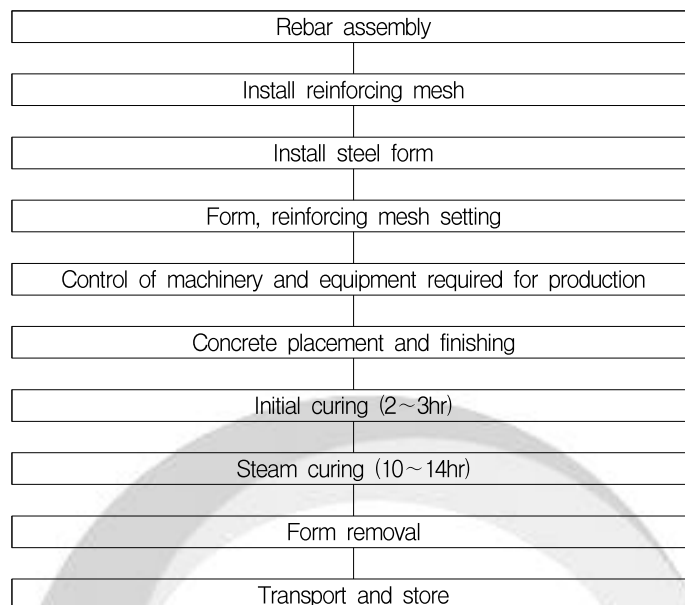 Rebar assembly
Install reinforcing mesh
Install steel form
Form, reinforcing mesh setting
Control of machinery and equipment required for production
Concrete placement and finishing
Initial curing (2～3hr)
Steam curing (10～14hr)
Form removal
Transport and store